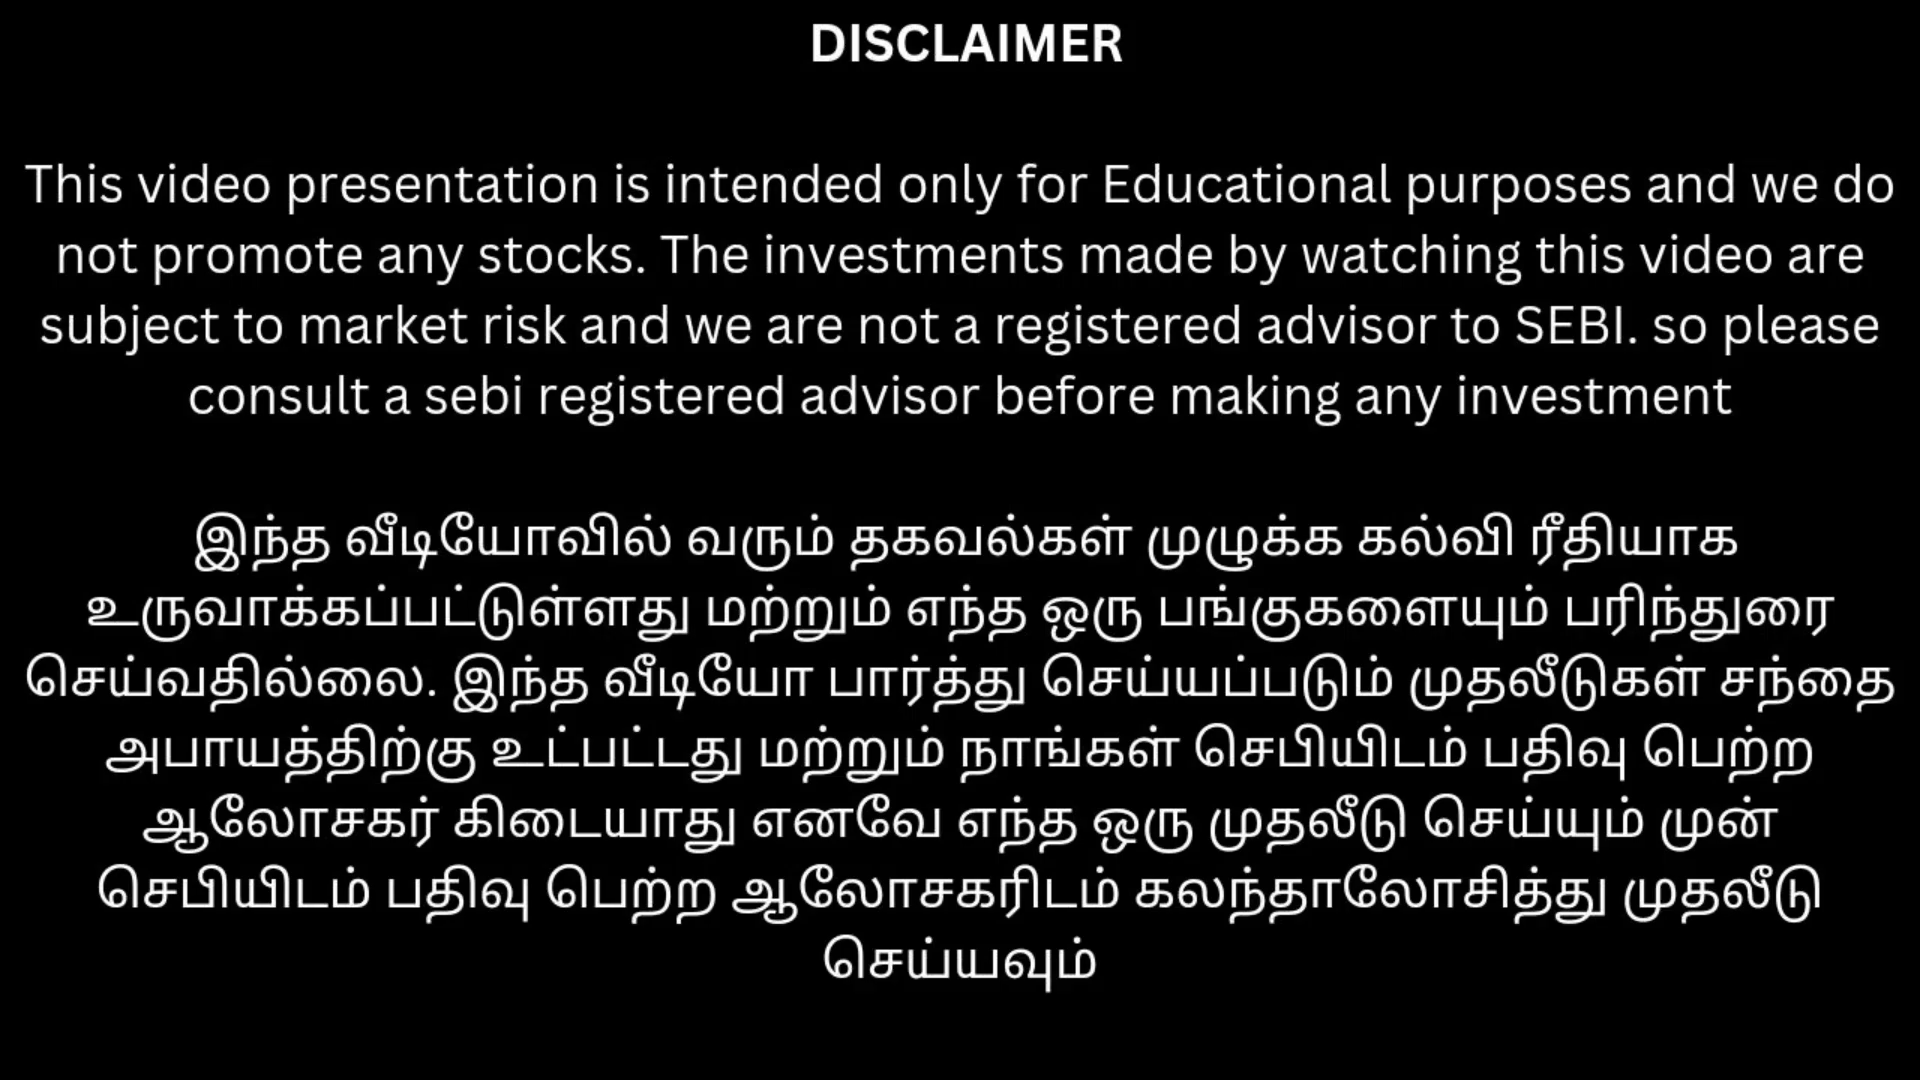 DISCLAIMER
This video presentation is intended only for Educational purposes and we do
not promote any stocks. The investments made by watching this video are
subject to market risk and we are not a registered advisor to SEBI. so please
consult a sebi registered advisor before making any investment
இந்த வீடியோவில் வரும் தகவல்கள் முழுக்க கல்வி ரீதியாக
உருவாக்கப்பட்டுள்ளது மற்றும் எந்த ஒரு பங்குகளையும் பரிந்துரை
செய்வதில்லை. இந்த வீடியோ பார்த்து செய்யப்படும் முதலீடுகள் சந்தை
அபாயத்திற்கு உட்பட்டது மற்றும் நாங்கள் செபியிடம் பதிவு பெற்ற
ஆலோசகர் கிடையாது எனவே எந்த ஒரு முதலீடு செய்யும் முன்
செபியிடம் பதிவு பெற்ற ஆலோசகரிடம் கலந்தாலோசித்து முதலீடு
செய்யவும்